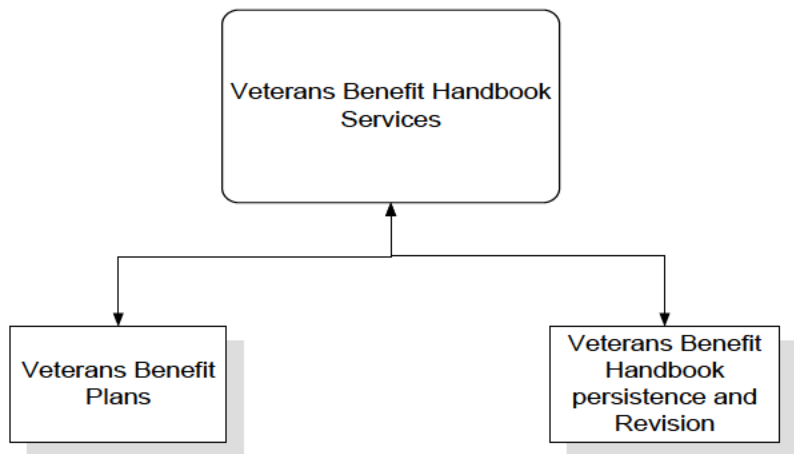 Veterans Benefit Handbook
Services
Veterans Benefit
Plans
Veterans Benefit
Handbook
persistence and
Revision